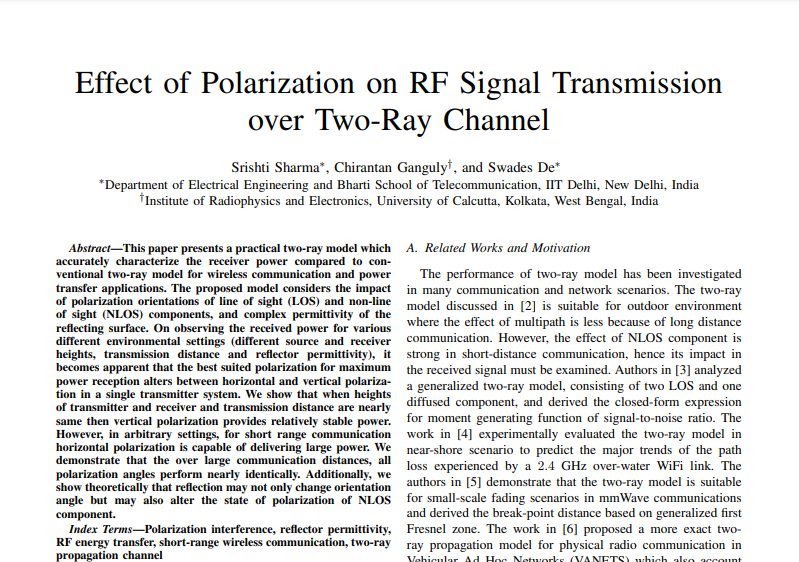 Effect of Polarization on RF Signal Transmission
over Two-Ray Channel
Srishti Sharma*, Chirantan Ganguly†, and Swades De*
*Department of Electrical Engineering and Bharti School of Telecommunication, IIT Delhi, New Delhi, India
†Institute of Radiophysics and Electronics, University of Calcutta, Kolkata, West Bengal, India
Abstract—This paper presents a practical two-ray model which
accurately characterize the receiver power compared to con-
ventional two-ray model for wireless communication and power
transfer applications. The proposed model considers the impact
of polarization orientations of line of sight (LOS) and non-line
of sight (NLOS) components, and complex permittivity of the
reflecting surface. On observing the received power for various
different environmental settings (different source and receiver
heights, transmission distance and reflector permittivity), it
becomes apparent that the best suited polarization for maximum
power reception alters between horizontal and vertical polariza-
tion in a single transmitter system. We show that when heights
of transmitter and receiver and transmission distance are nearly
same then vertical polarization provides relatively stable power.
However, in arbitrary settings, for short range communication
horizontal polarization is capable of delivering large power. We
demonstrate that the over large communication distances, all
polarization angles perform nearly identically. Additionally, we
show theoretically that reflection may not only change orientation
angle but may also alter the state of polarization of NLOS
component.
Index Terms—Polarization interference, reflector permittivity,
RF energy transfer, short-range wireless communication, two-ray
propagation channel
A. Related Works and Motivation
The performance of two-ray model has been investigated
in many communication and network scenarios. The two-ray
model discussed in [2] is suitable for outdoor environment
where the effect of multipath is less because of long distance
communication. However, the effect of NLOS component is
strong in short-distance communication, hence its impact in
the received signal must be examined. Authors in [3] analyzed
a generalized two-ray model, consisting of two LOS and one
diffused component, and derived the closed-form expression
for moment generating function of signal-to-noise ratio. The
work in [4] experimentally evaluated the two-ray model in
near-shore scenario to predict the major trends of the path
loss experienced by a 2.4 GHz over-water WiFi link. The
authors in [5] demonstrate that the two-ray model is suitable
for small-scale fading scenarios in mmWave communications
and derived the break-point distance based on generalized first
Fresnel zone. The work in [6] proposed a more exact two-
ray propagation model for physical radio communication in
Vehicular Ad Hoc Networks (VANETS) which also account